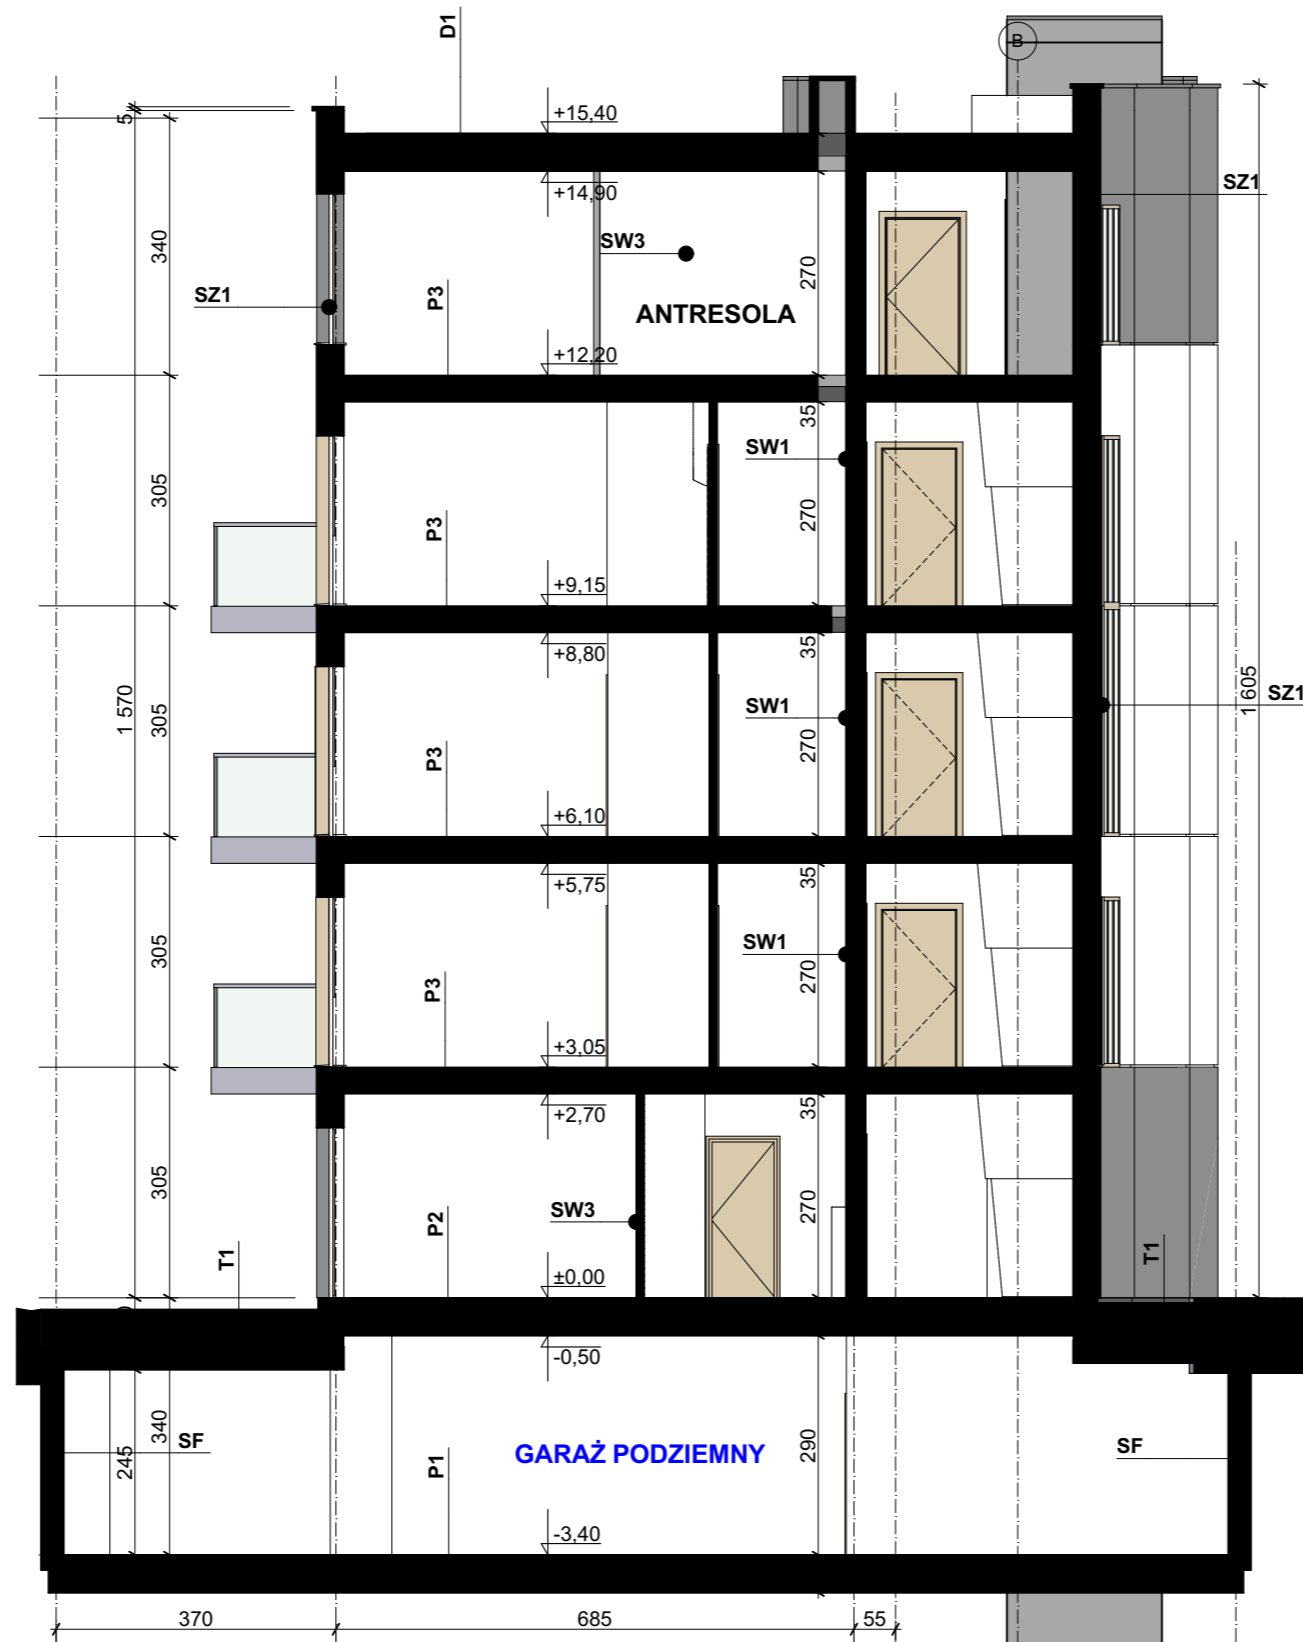 D1
B
5
+15,40
+14,90
SZ1
340
SW3
270
P3
SZ1
ANTRESOLA
+12,20
35
SW1
305
270
P3
+9,15
+8,80
35
1 570
1 605
SZ1
305
SW1
270
P3
+6,10
+5,75
35
305
SW1
270
P3
+3,05
+2,70
35
305
SW3
270
P2
T1
T1
±0,00
-0,50
340
245
SF
GARAŻ PODZIEMNY
290
SF
P1
-3,40
370
685
55